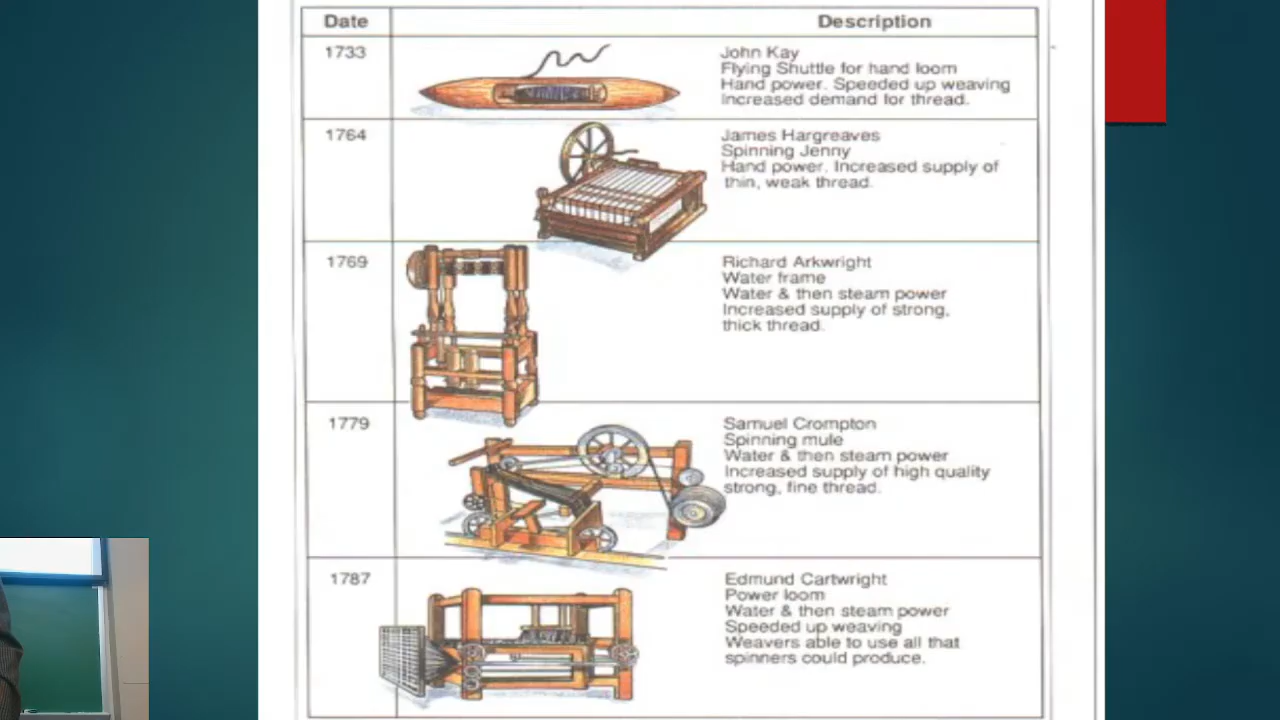 Date Description
1733
John Kay
Flying Shuttle for hand loom
Hand power. Speeded up weaving
Increased demand for thread.
1764
James Hargreaves
Spinning Jenny
Hand power. Increased supply of
thin, weak thread.
1769
Richard Arkwright
Water frame
Water & then steam power
Increased supply of strong,
thick thread.
1779
Samuel Crompton
Spinning mule
Water & then steam power
Increased supply of high quality
strong, fine thread.
1787
Edmund Cartwright
Power loom
Water & then steam power
Speeded up weaving
Weavers able to use all that
spinners could produce.